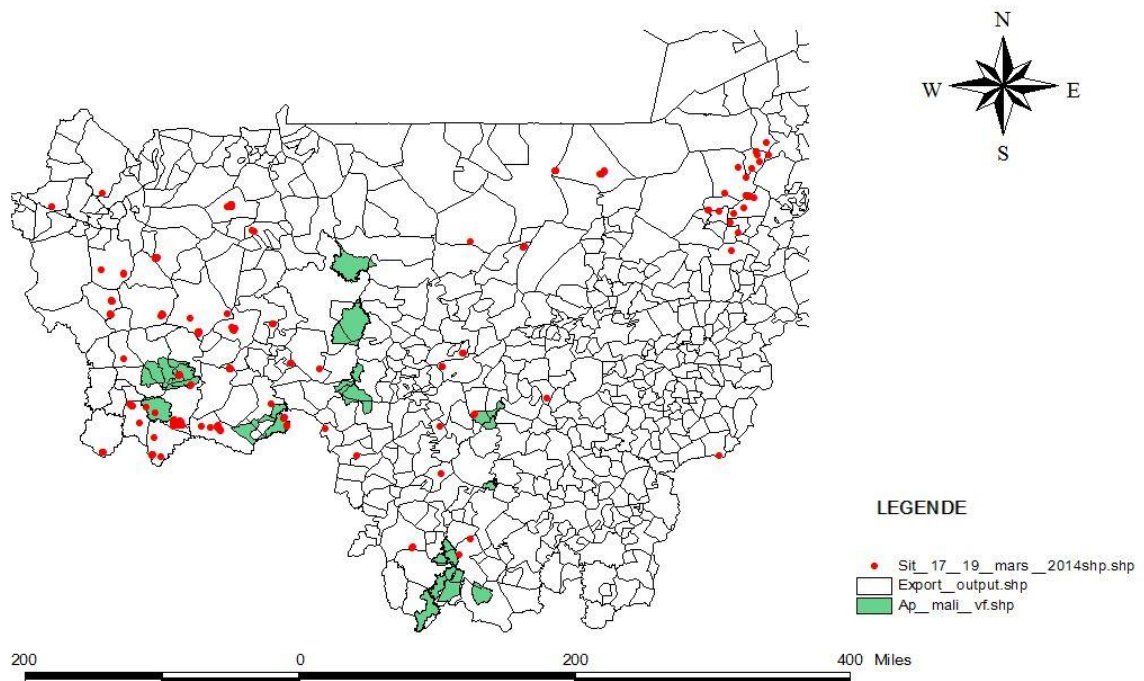 N
W E
S
LEGENDE
Sit__17__19__mars__2014shp.shp
Export__output.shp
Ap__mali__vf.shp
200 0 200 400 Miles